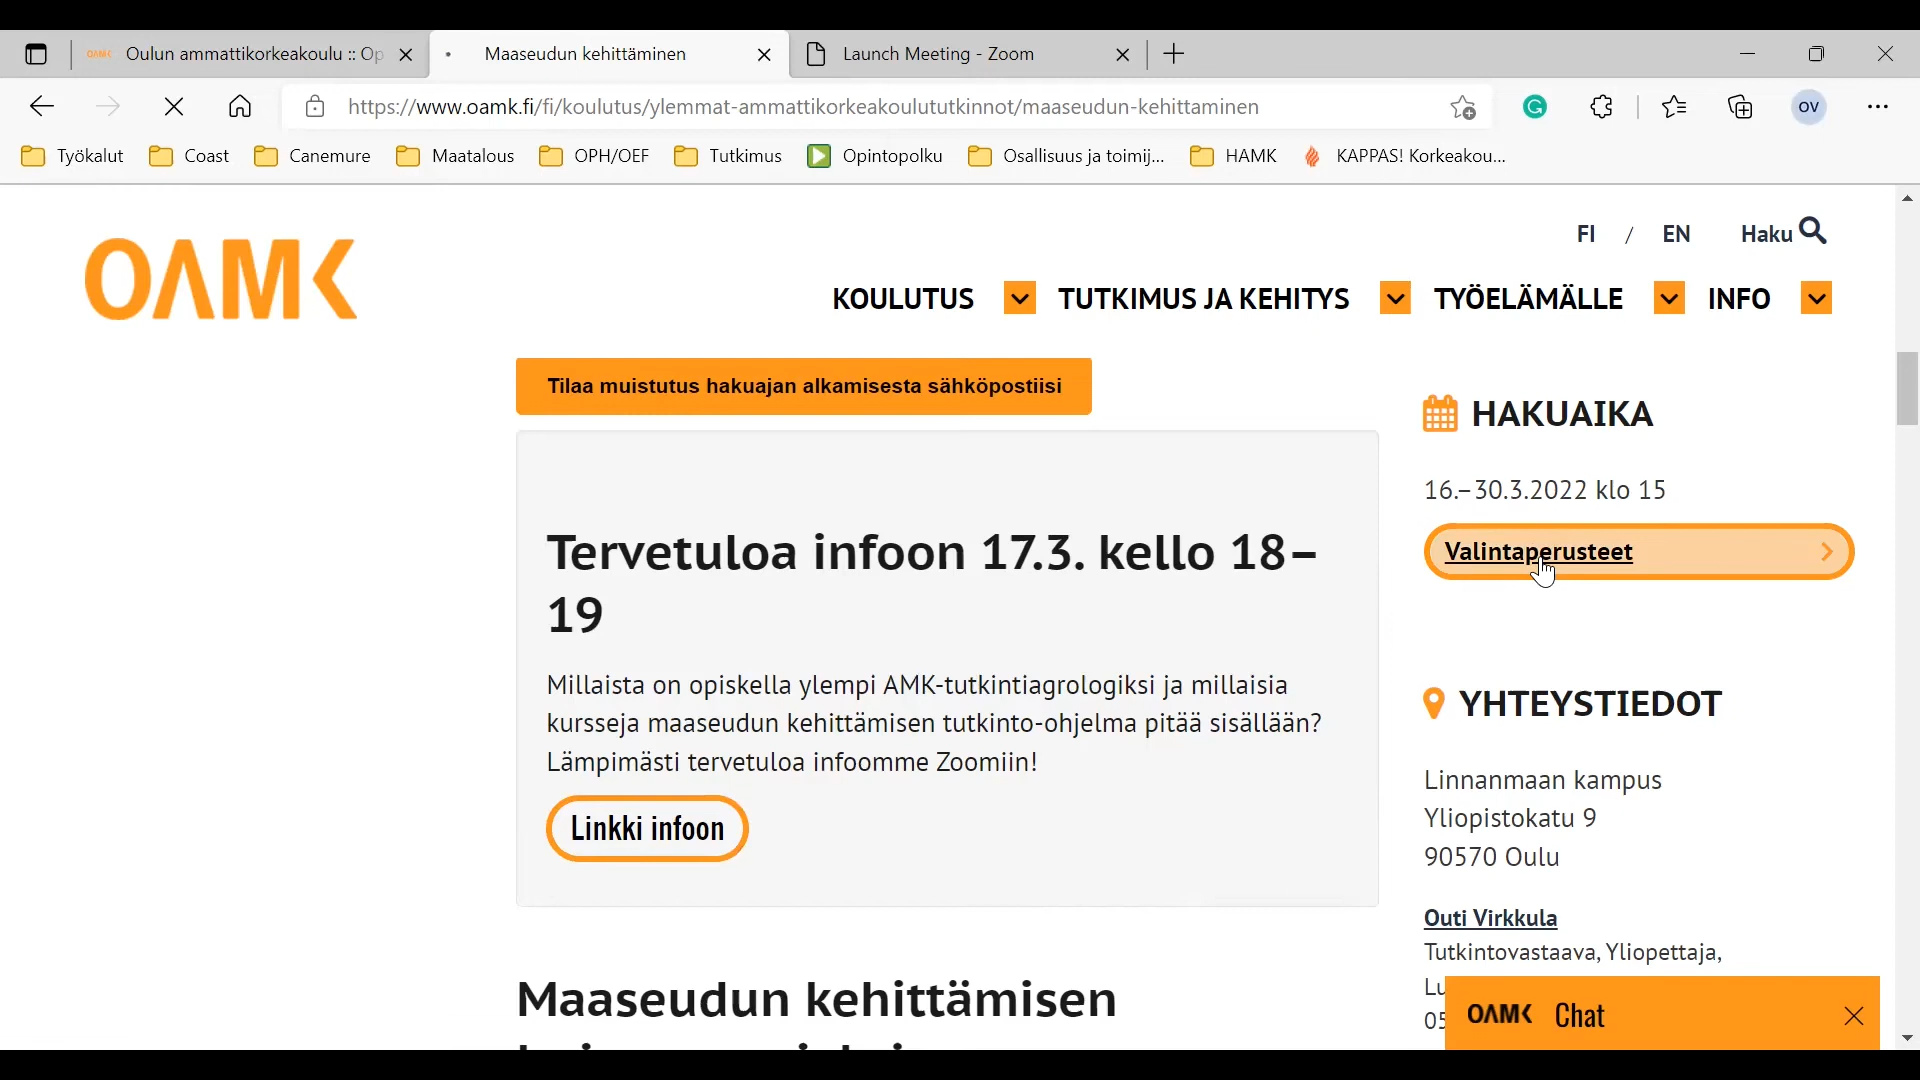 OAMK Oulun ammattikorkeakoulu :: Op
Maaseudun kehittäminen
Launch Meeting - Zoom
https://www.oamk.fi/fi/koulutus/ylemmat-ammattikorkeakoulututkinnot/maaseudun-kehittaminen
OV
Työkalut
Coast
Canemure
Maatalous
OPH/OEF
Tutkimus
Opintopolku
Osallisuus ja toimij...
HAMK
KAPPAS! Korkeakou...
OAMK
FI / EN Haku
KOULUTUS
TUTKIMUS JA KEHITYS
TYÖELÄMÄLLE
INFO
Tilaa muistutus hakuajan alkamisesta sähköpostiisi
Tervetuloa infoon 17.3. kello 18–
19
Millaista on opiskella ylempi AMK-tutkintiagrologiksi ja millaisia
kursseja maaseudun kehittämisen tutkinto-ohjelma pitää sisällään?
Lämpimästi tervetuloa infoomme Zoomiin!
Linkki infoon
Maaseudun kehittämisen
HAKUAIKA
16.–30.3.2022 klo 15
Valintaperusteet
YHTEYSTIEDOT
Linnanmaan kampus
Yliopistokatu 9
90570 Oulu
Outi Virkkula
Tutkintovastaava, Yliopettaja,
Lu
05
OAMK Chat